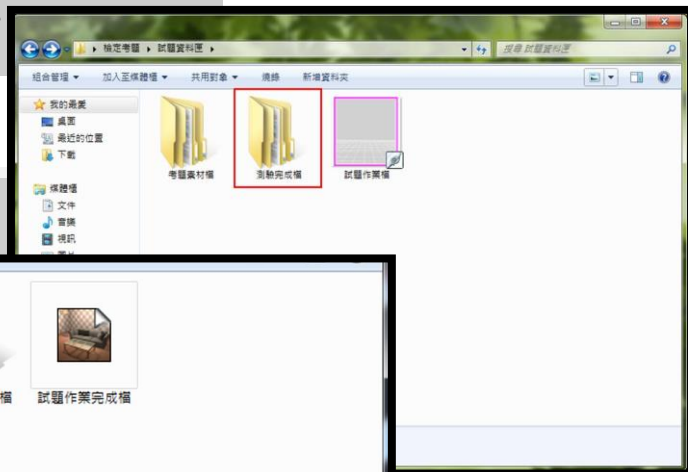 檢定考題 ▸ 試題資料匣 ▸
搜尋 試題資料匣
組合管理 加入至媒體櫃 共用對象 燒錄 新增資料夾
我的最愛
桌面
最近的位置
下載
媒體櫃
文件
音樂
視訊
考題素材檔
測驗完成檔
試題作業檔
檔
試題作業完成檔